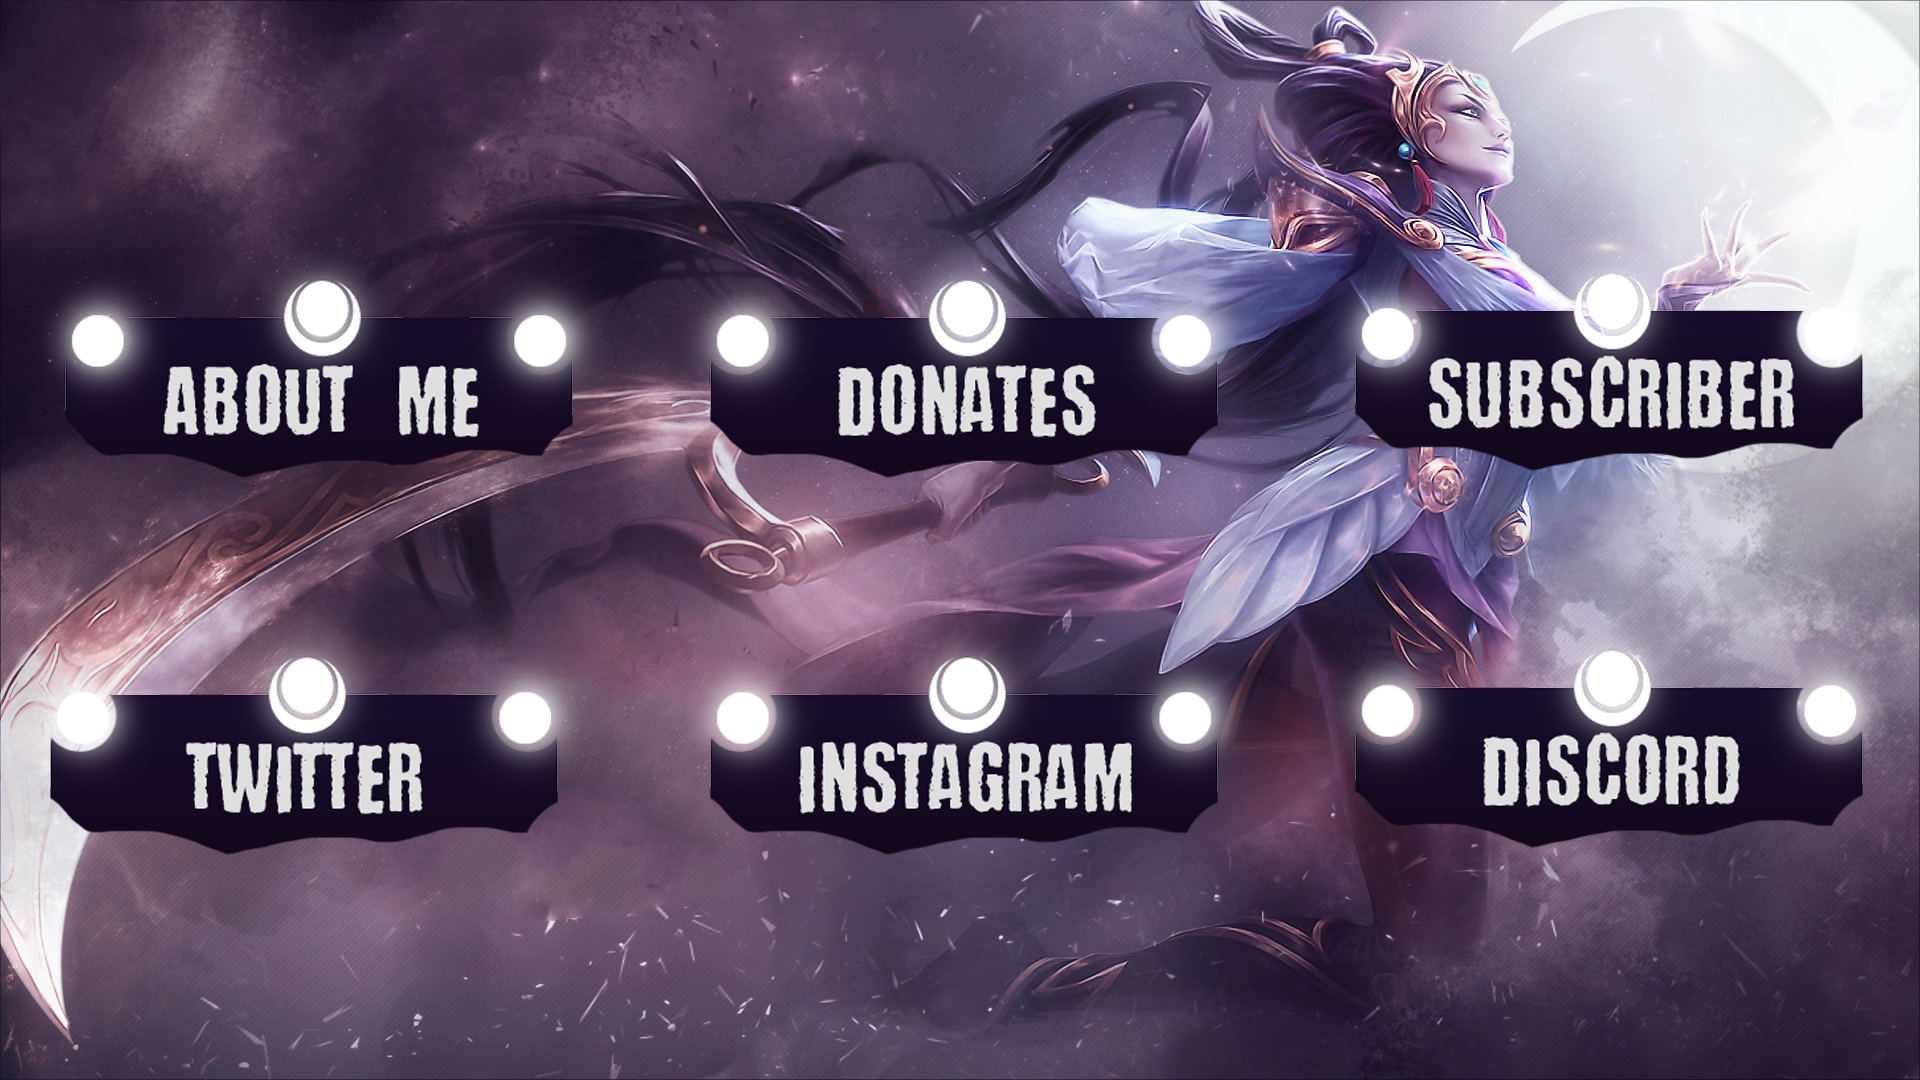 ABOUT ME
DONATES
SUBSCRIBER
TWITTER
INSTAGRAM
DISCORD